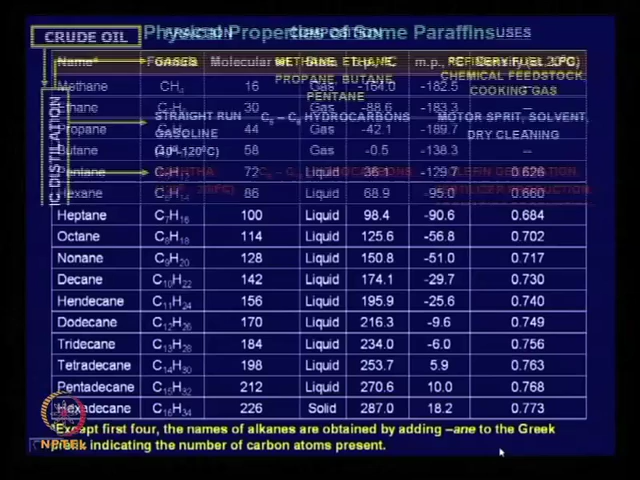 CRUDE OIL
Physical Properties of Some Paraffins
FRACTION COMPOSITION USES
Name* Molecular b.p., °C m.p.,
GASES METHANE, ETHANE, REFINERY FUEL,
PROPANE, BUTANE, CHEMICAL FEEDSTOCK,
PENTANE COOKING GAS
Methane CH4 16 Gas -164.0 -182.5 --
Ethane 30 Gas -88.6 -183.3
STRAIGHT RUN HYDROCARBONS MOTOR SPRIT, SOLVENT,
GASOLINE DRY CLEANING
Propane 44 Gas -42.1 -189.7
Butane 58 Gas -0.5 -138.3 --
Pentane 72 Liquid 36.1 -129.7 0.626
Hexane 86 Liquid 68.9 -95.0 0.660
Heptane C7H16 100 Liquid 98.4 -90.6 0.684
Octane C8H18 114 Liquid 125.6 -56.8 0.702
Nonane C9H20 128 Liquid 150.8 -51.0 0.717
Decane C10H22 142 Liquid 174.1 -29.7 0.730
Hendecane C11H24 156 Liquid 195.9 -25.6 0.740
Dodecane C12H26 170 Liquid 216.3 -9.6 0.749
Tridecane C13H28 184 Liquid 234.0 -6.0 0.756
Tetradecane C14H30 198 Liquid 253.7 5.9 0.763
Pentadecane C15H32 212 Liquid 270.6 10.0 0.768
Hexadecane C16H34 226 Solid 287.0 18.2 0.773
*Except first four, the names of alkanes are obtained by adding –ane to the Greek
indicating the number of carbon atoms present.
NPTEL